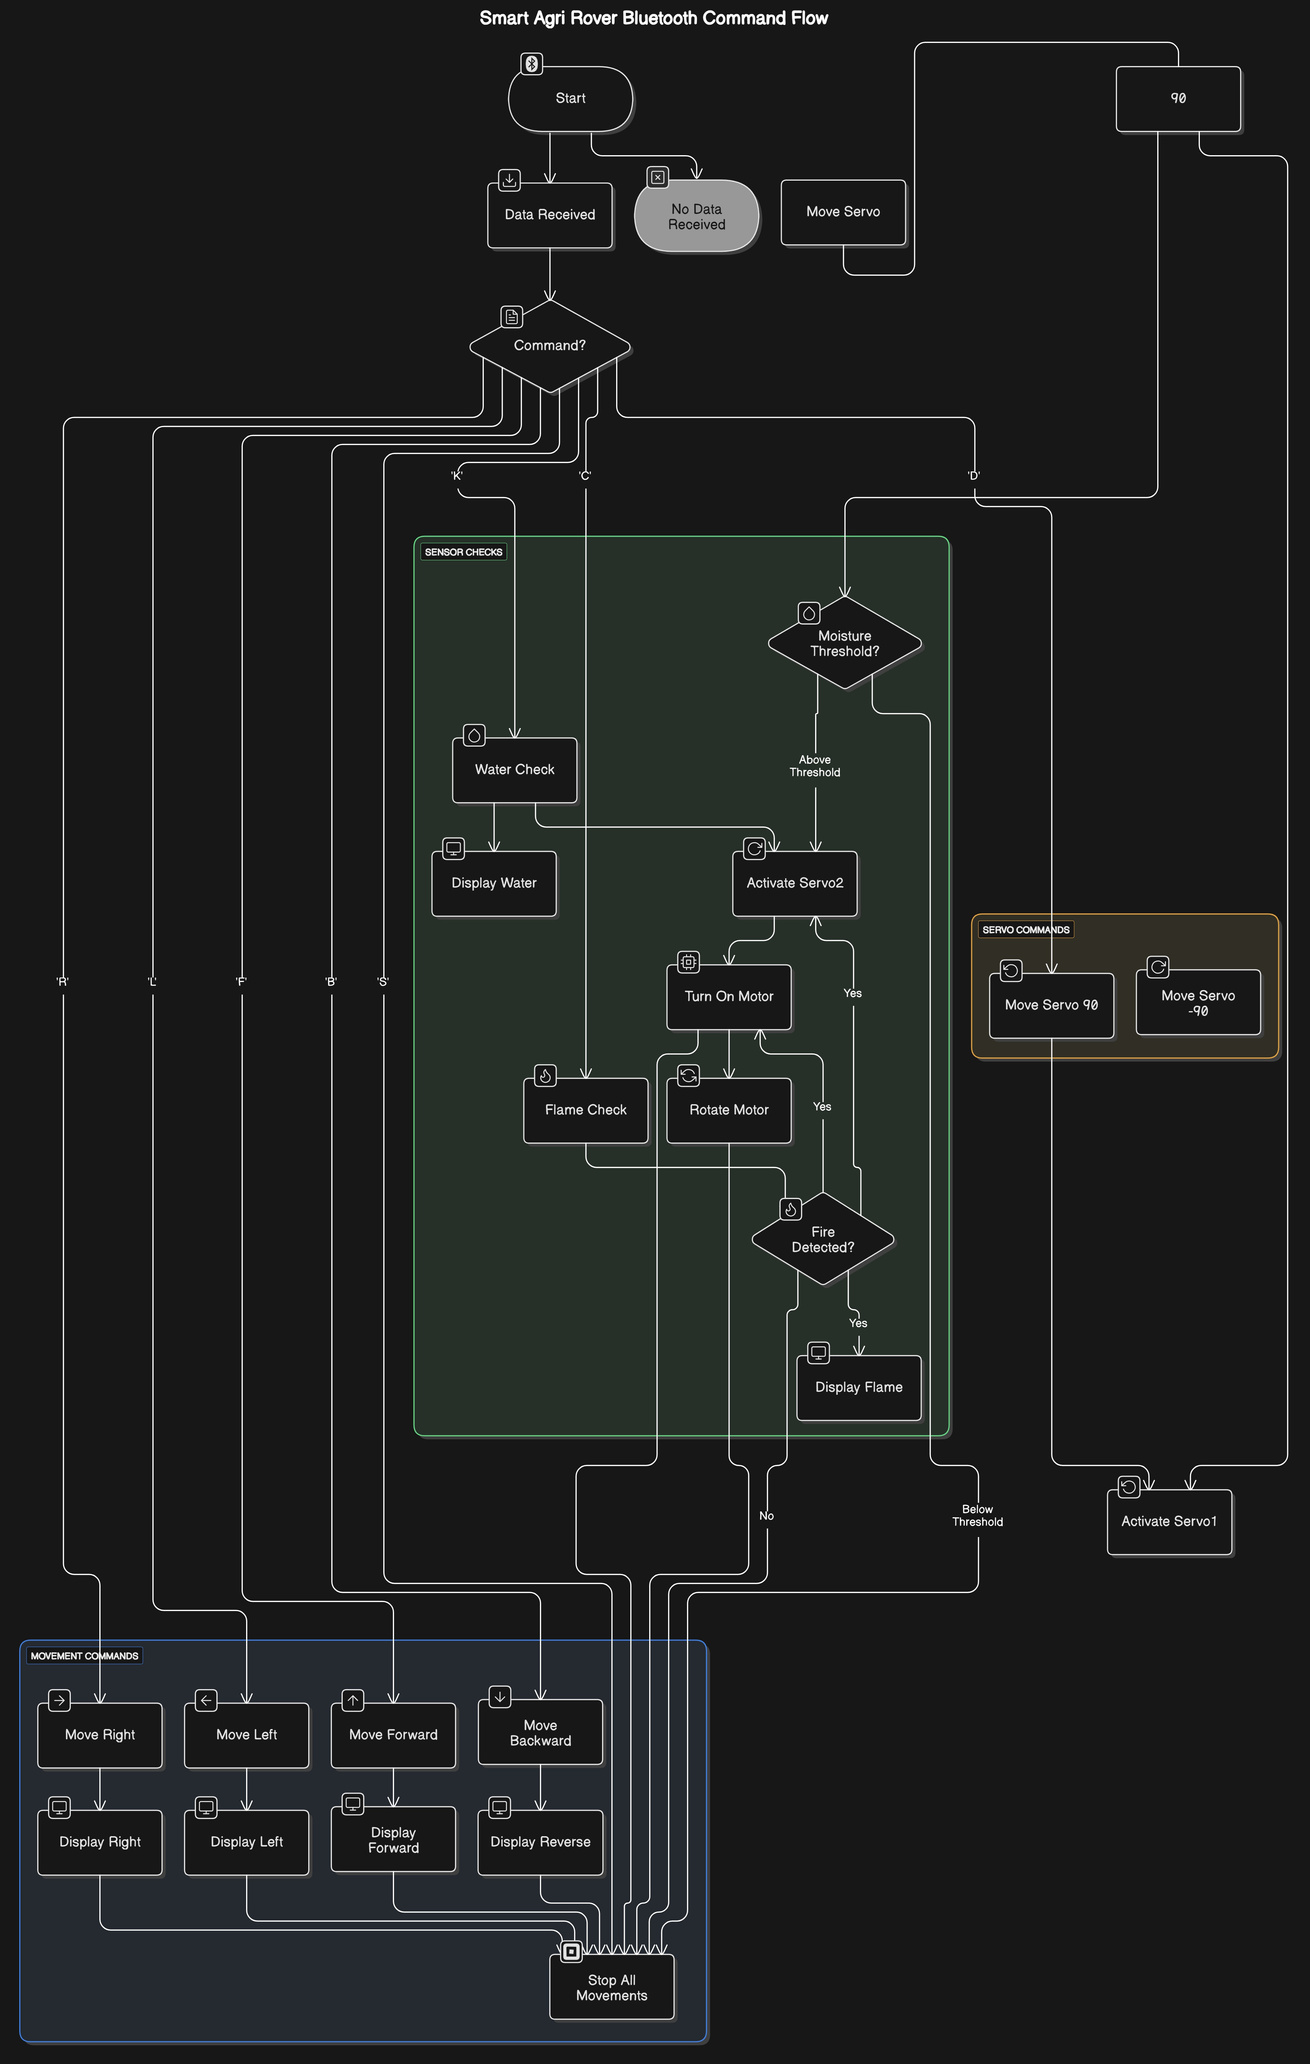 Smart Agri Rover Bluetooth Command Flow
Start
90
Data Received
No Data
Received
Move Servo
Command?
'K'
'C'
'D'
SENSOR CHECKS
Moisture
Threshold?
Above
Threshold
Water Check
Display Water
Activate Servo2
SERVO COMMANDS
'R'
'L'
'F'
'B'
'S'
Turn On Motor
Yes
Move Servo 90
Move Servo
-90
Flame Check
Rotate Motor
Yes
Fire
Detected?
Yes
Display Flame
No
Below
Threshold
Activate Servo1
MOVEMENT COMMANDS
Move Right
Move Left
Move Forward
Move
Backward
Display Right
Display Left
Display
Forward
Display Reverse
Stop All
Movements